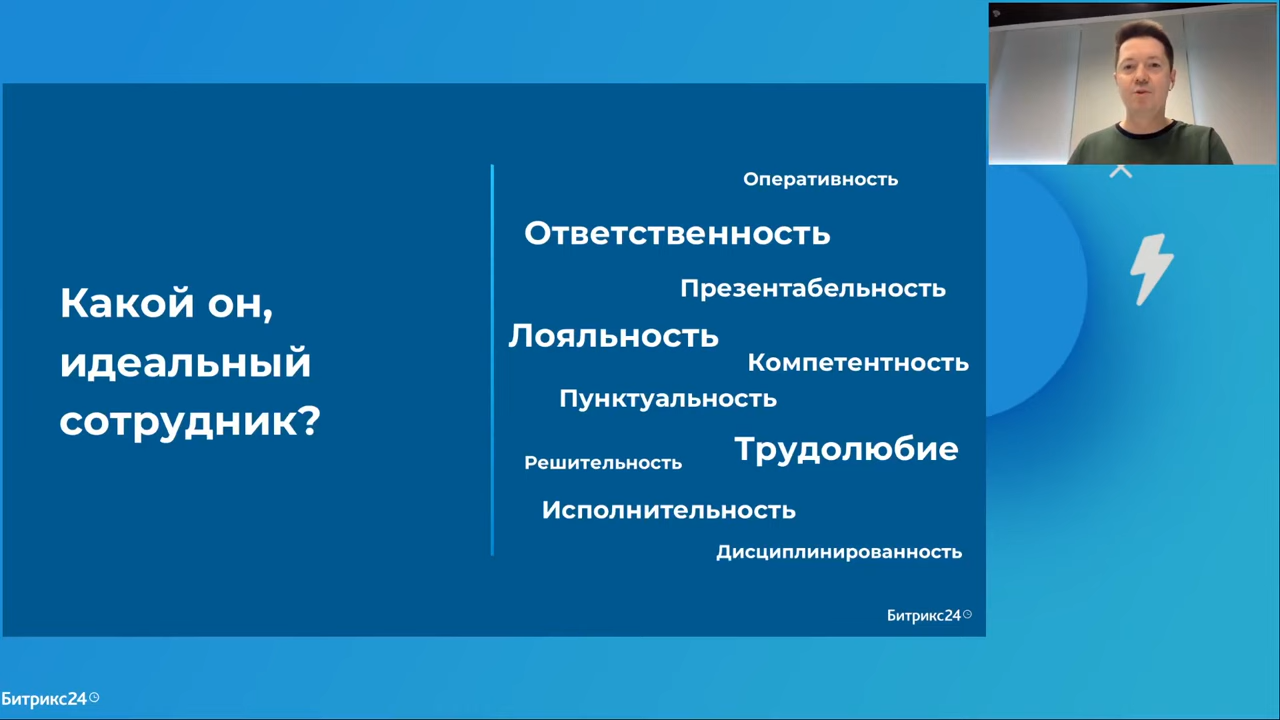 Какой он,
идеальный
сотрудник?
Оперативность
Ответственность
Презентабельность
Лояльность
Компетентность
Пунктуальность
Трудолюбие
Решительность
Исполнительность
Дисциплинированность
Битрикс24
Битрикс24